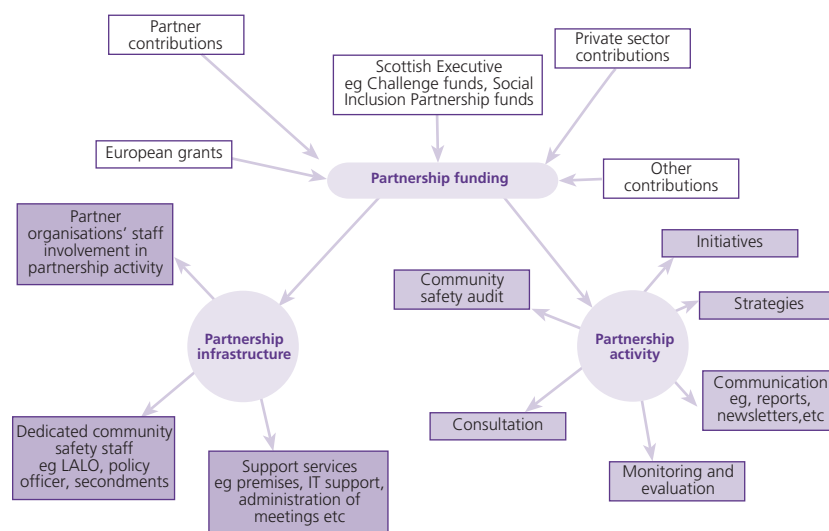 Partner
contributions
Scottish Executive
eg Challenge funds, Social
Inclusion Partnership funds
Private sector
contributions
European grants
Partnership funding
Other
contributions
Partner
organisations’ staff
involvement in
partnership activity
Community
safety audit
Initiatives
Strategies
Partnership
infrastructure
Partnership
activity
Communication
eg, reports,
newsletters,etc
Consultation
Dedicated community
safety staff
eg LALO, policy
officer, secondments
Support services
eg premises, IT support,
administration of
meetings etc
Monitoring and
evaluation